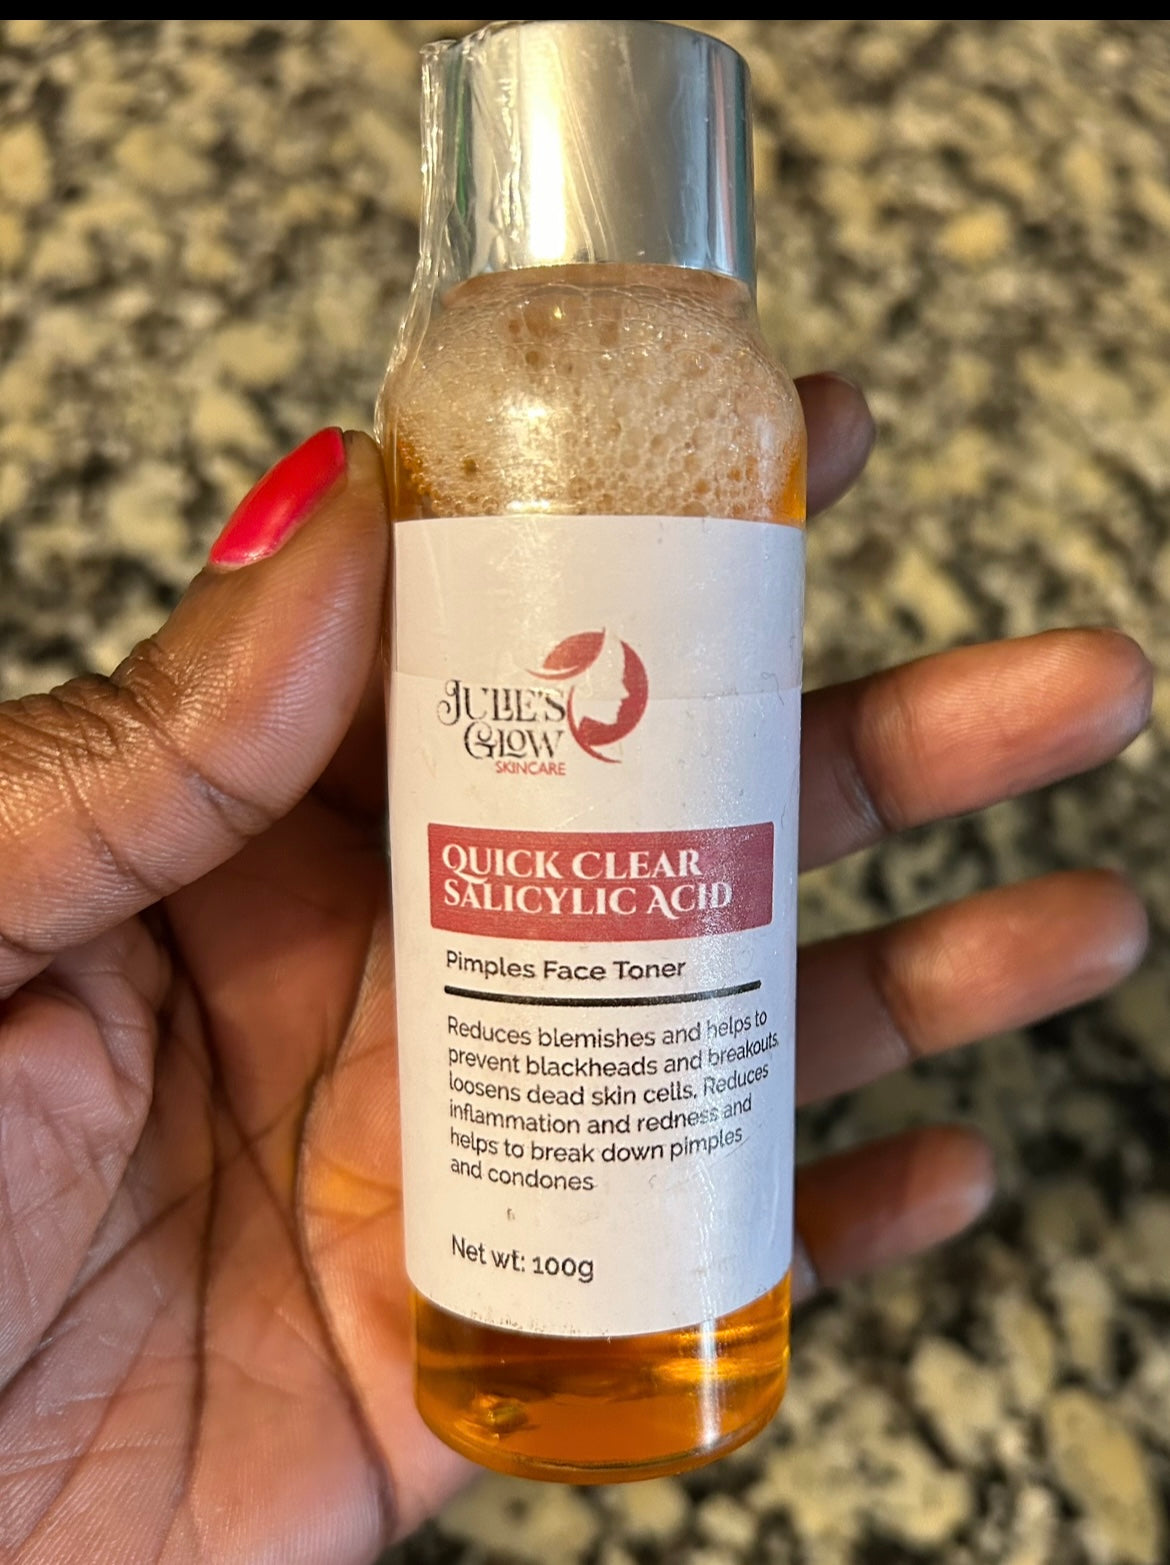 JULIE'S
GLOW
SKINCARE
QUICK CLEAR
SALICYLIC ACID
Pimples Face Toner
Reduces blemishes and helps to
prevent blackheads and breakouts,
loosens dead skin cells. Reduces
inflammation and redness and
helps to break down pimples
and condones
Net wt: 100g